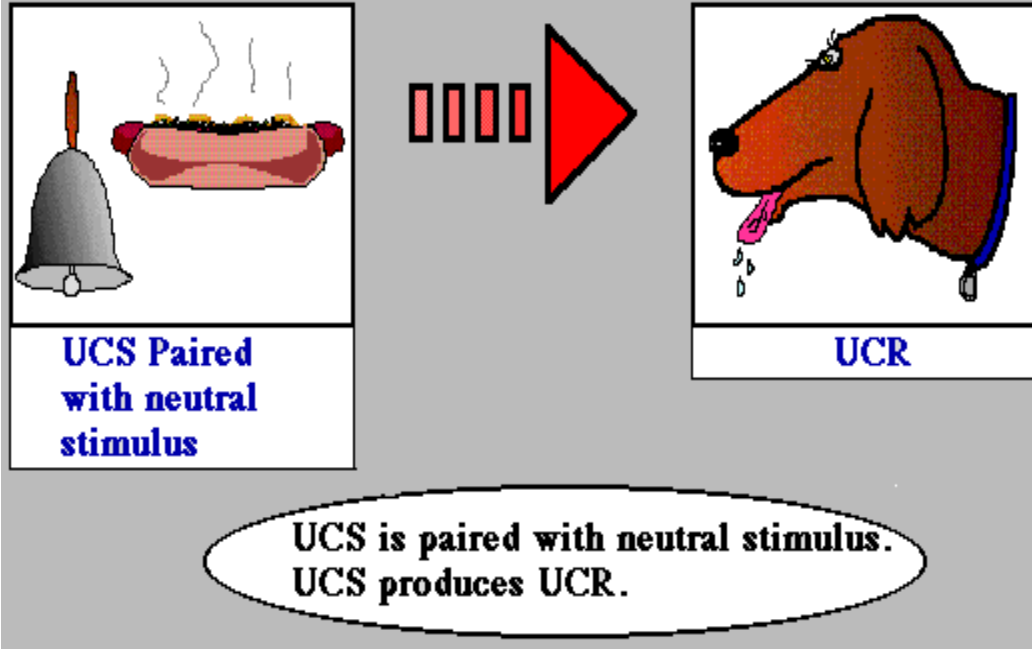 UCS Paired
with neutral
stimulus
UCR
UCS is paired with neutral stimulus.
UCS produces UCR.